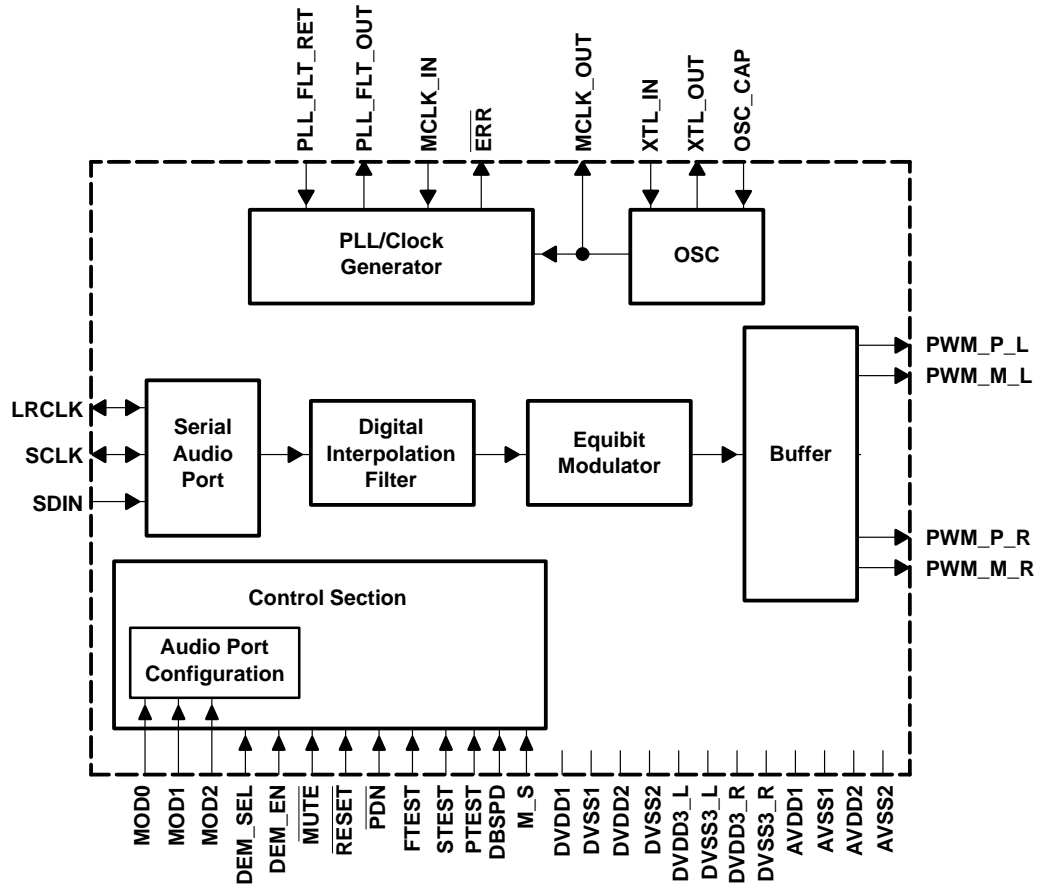 PLL_FLT_RET
PLL_FLT_OUT
MCLK_IN
ERR
MCLK_OUT
XTL_IN
XTL_OUT
OSC_CAP
PLL/Clock
Generator
OSC
LRCLK
SCLK
SDIN
Serial
Audio
Port
Digital
Interpolation
Filter
Equibit
Modulator
Buffer
PWM_P_L
PWM_M_L
PWM_P_R
PWM_M_R
Control Section
Audio Port
Configuration
MOD0
MOD1
MOD2
DEM_SEL
DEM_EN
MUTE
RESET
PDN
FTEST
STEST
PTEST
DBSPD
M_S
DVDD1
DVSS1
DVDD2
DVSS2
DVDD3_L
DVSS3_L
DVDD3_R
DVSS3_R
AVDD1
AVSS1
AVDD2
AVSS2